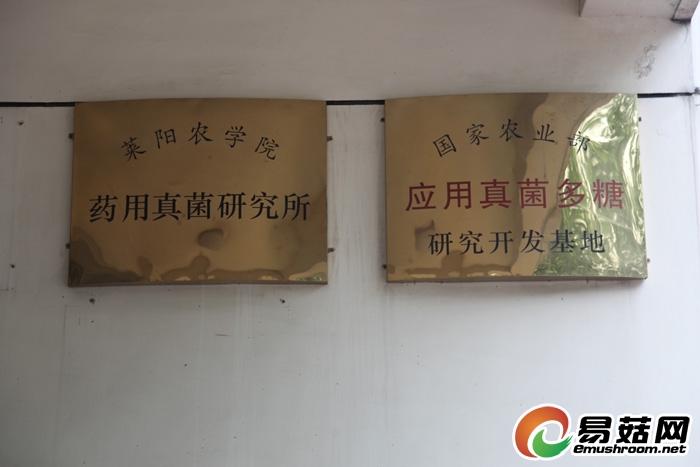 莱阳农学院
药用真菌研究所
国家农业部
应用真菌多糖
研究开发基地
易菇网
emushroom.net